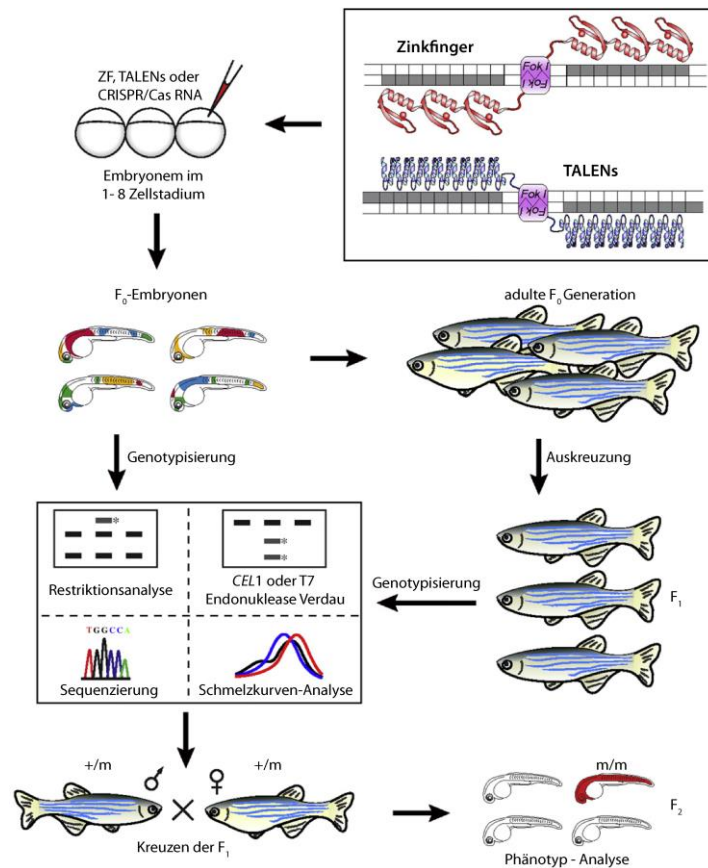 ZF, TALENs oder
CRISPR/Cas RNA
Embryonem im
1- 8 Zellstadium
Zinkfinger
Fok I
Fok I
TALENs
Fok I
Fok I
F₀-Embryonen
adulte F₀ Generation
Genotypisierung
Auskreuzung
*
Restriktionsanalyse
*
*
CEL1 oder T7
Endonuklease Verdau
Genotypisierung
F₁
TGGCCA
Sequenzierung
Schmelzkurven-Analyse
+/m
♂
♀
+/m
×
Kreuzen der F₁
m/m
F₂
Phänotyp - Analyse